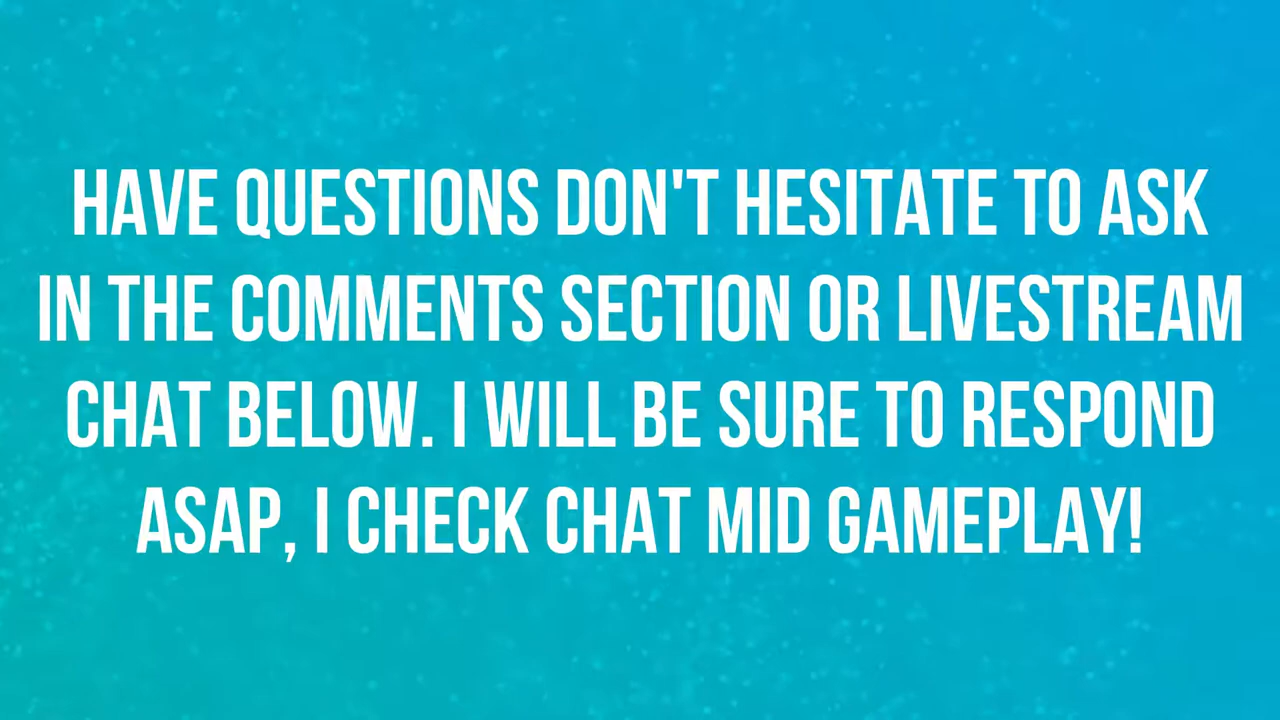 HAVE QUESTIONS DON'T HESITATE TO ASK
IN THE COMMENTS SECTION OR LIVESTREAM
CHAT BELOW. I WILL BE SURE TO RESPOND
ASAP, I CHECK CHAT MID GAMEPLAY!